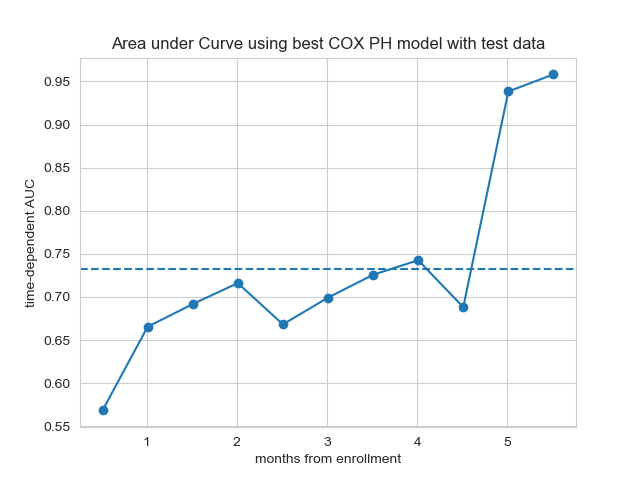 Area under Curve using best COX PH model with test data
time-dependent AUC
0.95
0.90
0.85
0.80
0.75
0.70
0.65
0.60
0.55
1 2 3 4 5
months from enrollment